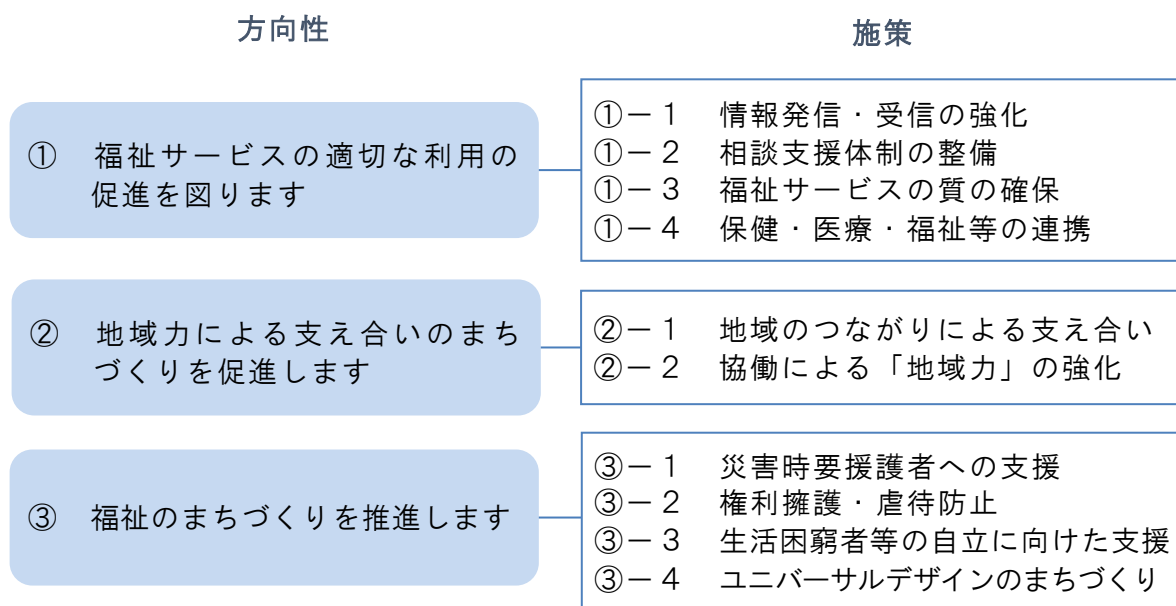 方向性
施策
① 福祉サービスの適切な利用の
促進を図ります
①－１ 情報発信・受信の強化
①－２ 相談支援体制の整備
①－３ 福祉サービスの質の確保
①－４ 保健・医療・福祉等の連携
② 地域力による支え合いのまち
づくりを促進します
②－１ 地域のつながりによる支え合い
②－２ 協働による「地域力」の強化
③ 福祉のまちづくりを推進します
③－１ 災害時要援護者への支援
③－２ 権利擁護・虐待防止
③－３ 生活困窮者等の自立に向けた支援
③－４ ユニバーサルデザインのまちづくり